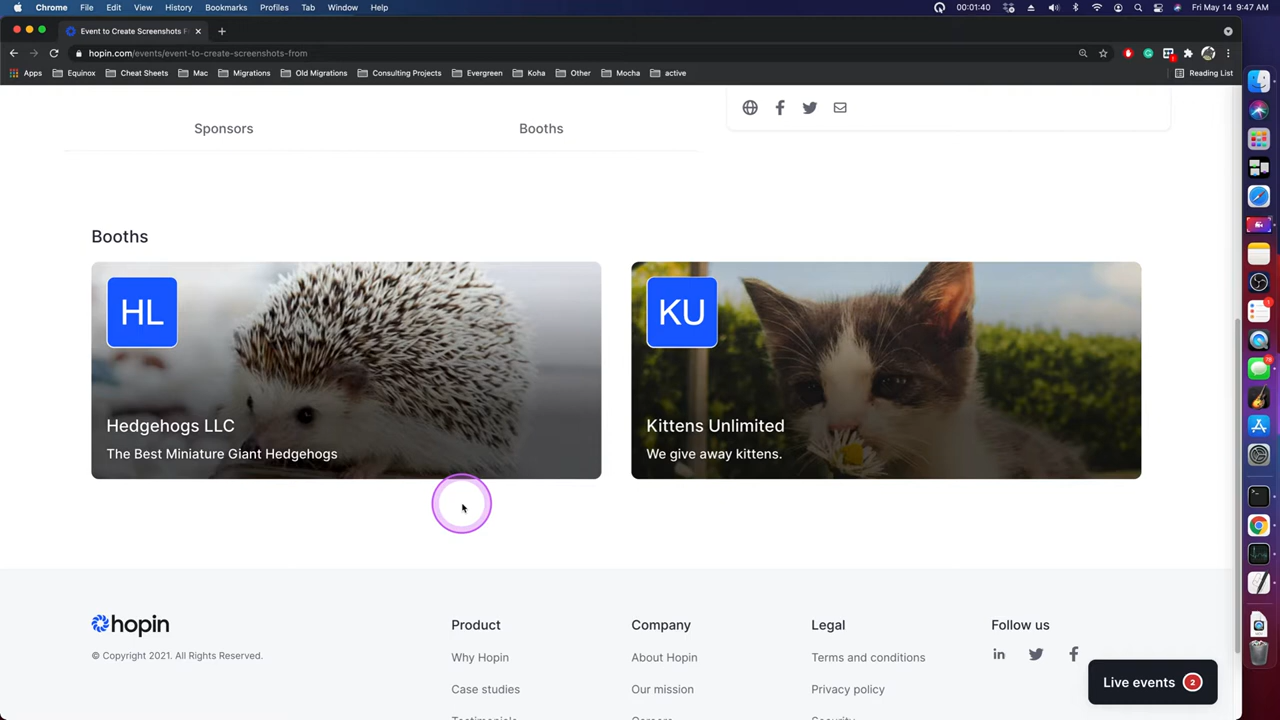 Chrome File Edit View History Bookmarks Profiles Tab Window Help 00:01:40 Fri May 14 9:47 AM
Event to Create Screenshots F
hopin.com/events/event-to-create-screenshots-from
Apps Equinox Cheat Sheets Mac Migrations Old Migrations Consulting Projects Evergreen Koha Other Mocha active Reading List
Sponsors Booths
Booths
HL
Hedgehogs LLC
The Best Miniature Giant Hedgehogs
KU
Kittens Unlimited
We give away kittens.
hopin
© Copyright 2021. All Rights Reserved.
Product
Why Hopin
Case studies
Testimonials
Company
About Hopin
Our mission
Careers
Legal
Terms and conditions
Privacy policy
Security
Follow us
Live events 2